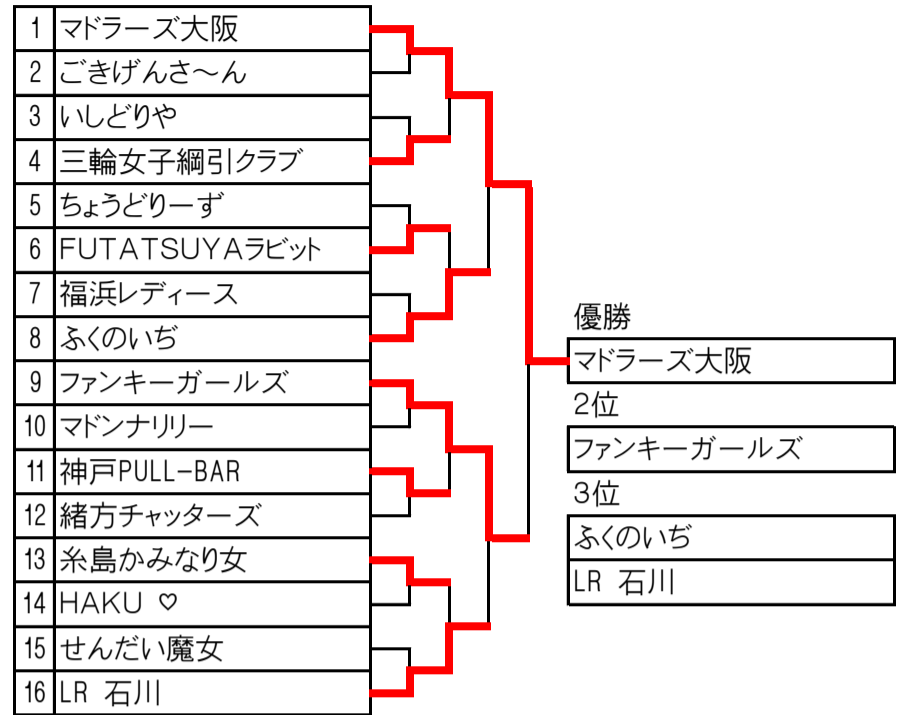 1 マドラーズ大阪
2 ごきげんさ～ん
3 いしどりや
4 三輪女子綱引クラブ
5 ちょうどりーず
6 FUTATSUYAラビット
7 福浜レディース
8 ふくのいぢ
9 ファンキーガールズ
10 マドンナリリー
11 神戸PULL-BAR
12 緒方チャッターズ
13 糸島かみなり女
14 HAKU ♡
15 せんだい魔女
16 LR 石川
優勝
マドラーズ大阪
2位
ファンキーガールズ
3位
ふくのいぢ
LR 石川